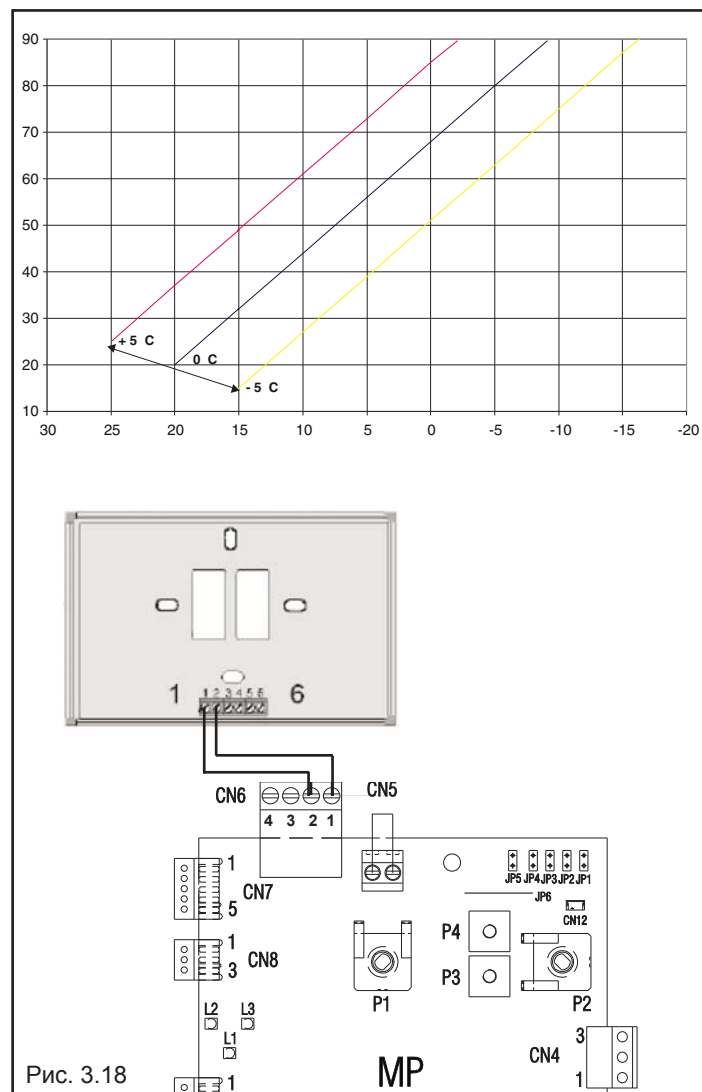 90
80
70
60
50
40
30
20
10
+ 5 C
0 C
- 5 C
30 25 20 15 10 5 0 -5 -10 -15 -20
1 1 2 3 4 5 6 6
CN6 CN5
4 3 2 1
JP5 JP4 JP3 JP2 JP1
JP6
CN12
1
CN7
5
1
CN8
3
P4
P3
P1 P2
L2 L3
L1
3
CN4
1
MP
1
Рис. 3.18